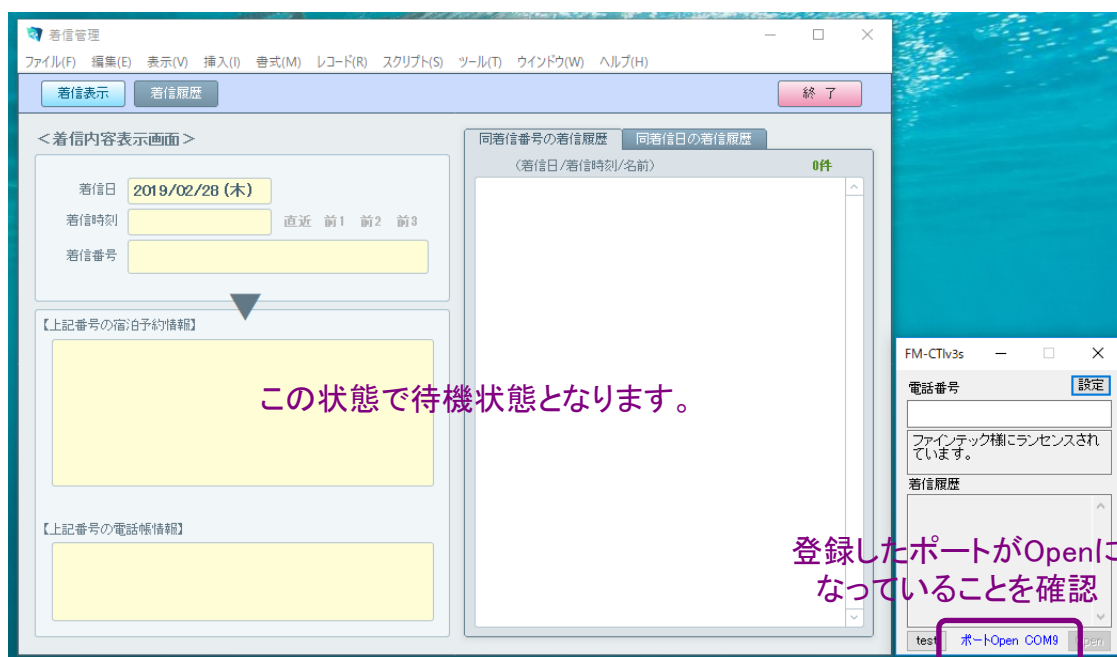 着信管理
ファイル(F) 編集(E) 表示(V) 挿入(I) 書式(M) レコード(R) スクリプト(S) ツール(T) ウインドウ(W) ヘルプ(H)
着信表示 着信履歴 終了
＜着信内容表示画面＞
着信日 2019/02/28 (木)
着信時刻 直近 前1 前2 前3
着信番号
【上記番号の宿泊予約情報】
【上記番号の電話帳情報】
同着信番号の着信履歴 同着信日の着信履歴
（着信日/着信時刻/名前） 0件
この状態で待機状態となります。
FM-CTIv3s
電話番号 設定
ファインテック様にランセンスされ
ています。
着信履歴
登録したポートがOpenに
なっていることを確認
test ポートOpen COM9 Open